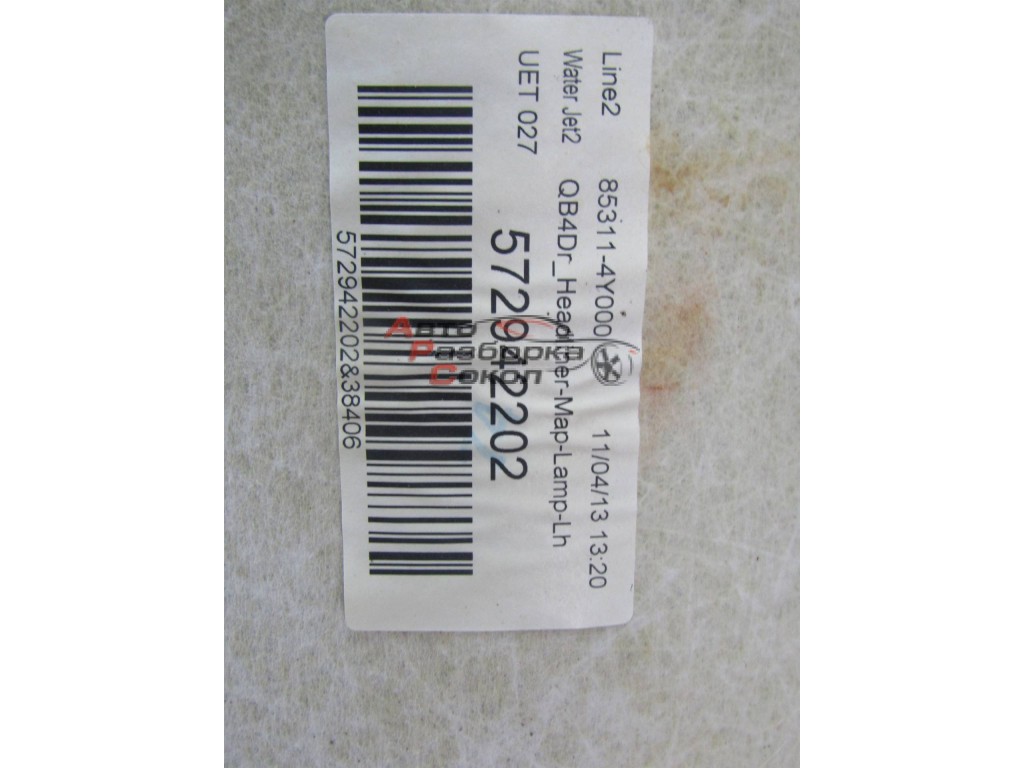 Line2 85311-4Y000 11/04/13 13:20
Water Jet2 QB4Dr_Headliner-Map-Lamp-Lh
UET 027
572942202
572942202&38406
Авто
Разборка
Сокол